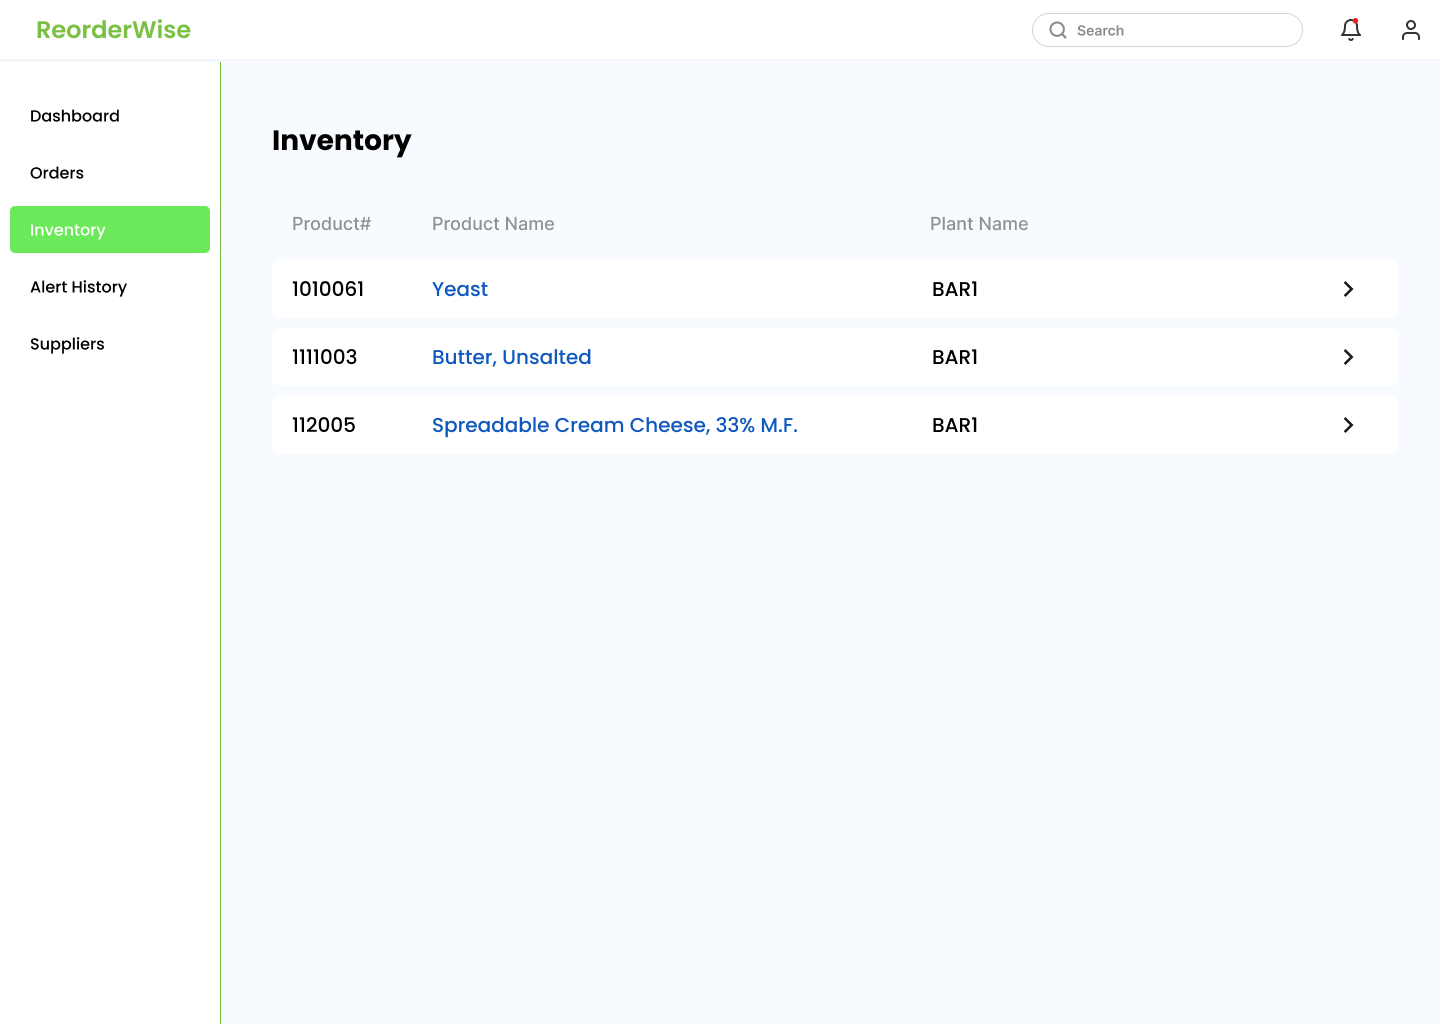 ReorderWise
Search
Dashboard
Orders
Inventory
Alert History
Suppliers
Inventory
Product# Product Name Plant Name
1010061 Yeast BAR1
1111003 Butter, Unsalted BAR1
112005 Spreadable Cream Cheese, 33% M.F. BAR1